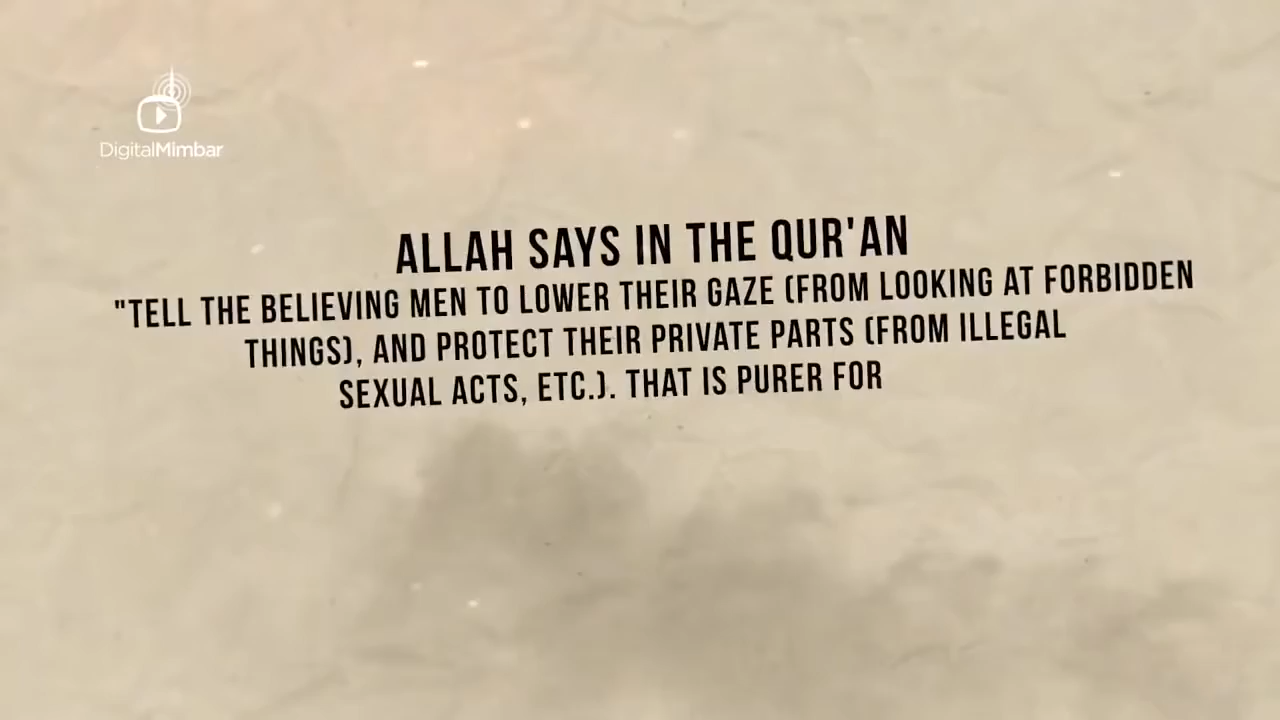 DigitalMimbar
ALLAH SAYS IN THE QUR'AN
"TELL THE BELIEVING MEN TO LOWER THEIR GAZE (FROM LOOKING AT FORBIDDEN
THINGS), AND PROTECT THEIR PRIVATE PARTS (FROM ILLEGAL
SEXUAL ACTS, ETC.). THAT IS PURER FOR